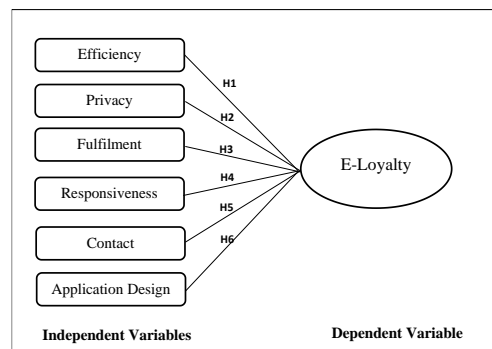 Efficiency
H1
Privacy
H2
Fulfilment
H3
E-Loyalty
H4
Responsiveness
H5
Contact
H6
Application Design
Independent Variables
Dependent Variable